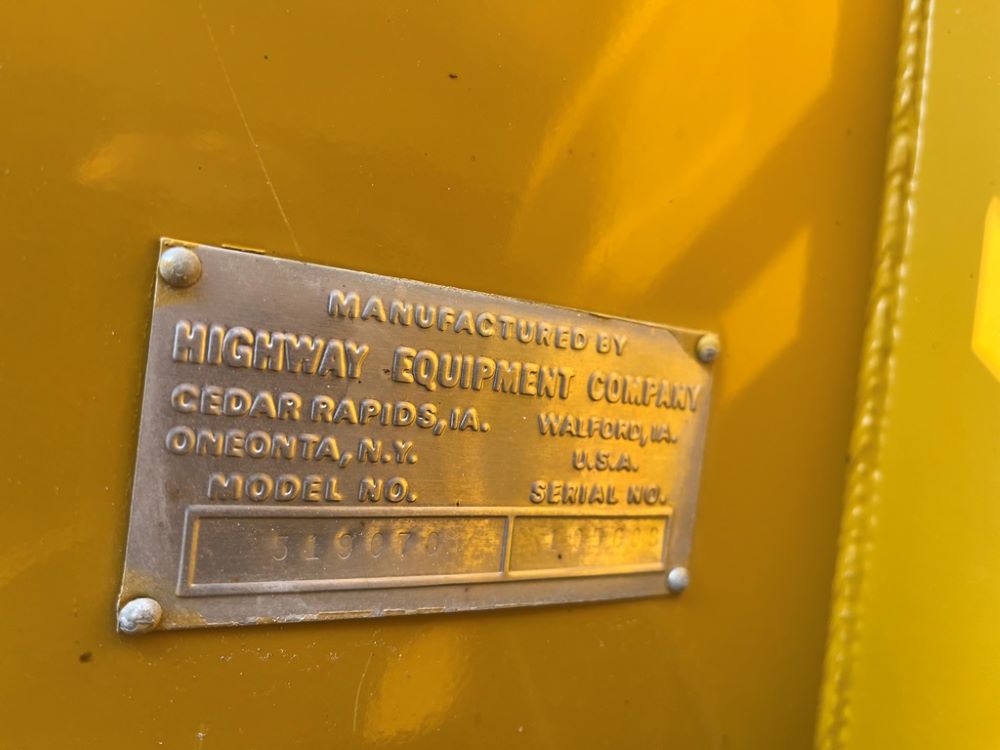 MANUFACTURED BY
HIGHWAY EQUIPMENT COMPANY
CEDAR RAPIDS, IA. WALFORD, IA.
ONEONTA, N.Y. U.S.A.
MODEL NO. SERIAL NO.